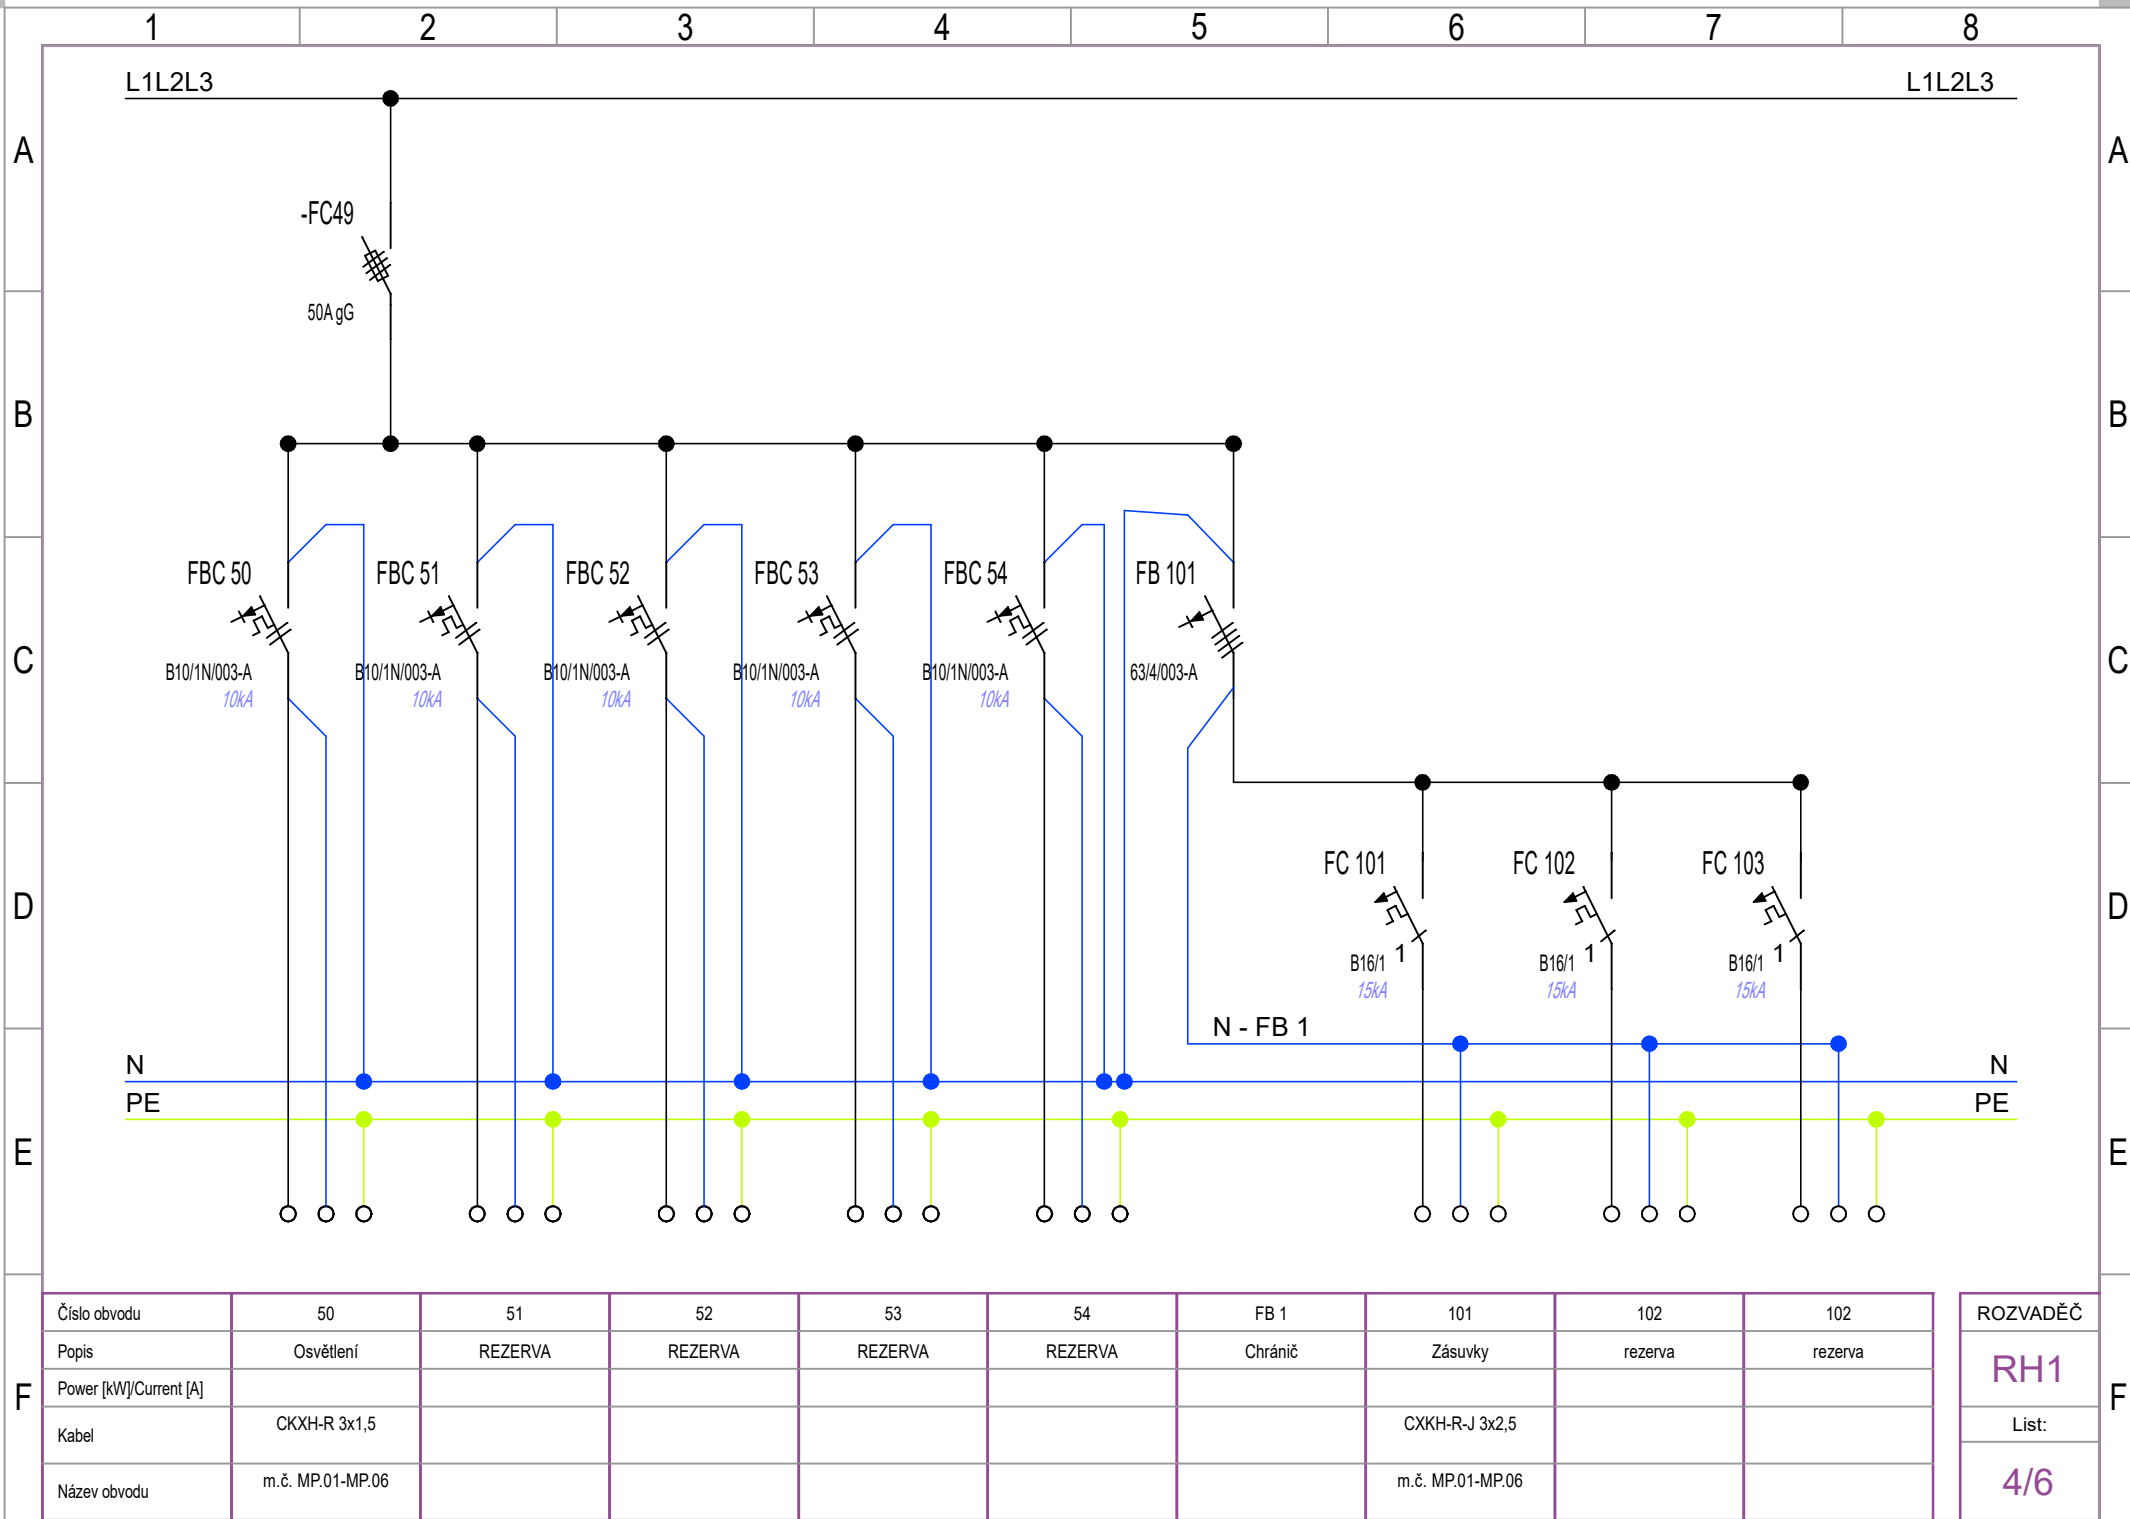 1 2 3 4 5 6 7 8
L1L2L3 L1L2L3
A A
-FC49
50A gG
B B
FBC 50 FBC 51 FBC 52 FBC 53 FBC 54 FB 101
C C
B10/1N/003-A B10/1N/003-A B10/1N/003-A B10/1N/003-A B10/1N/003-A 63/4/003-A
10kA 10kA 10kA 10kA 10kA
FC 101 FC 102 FC 103
D D
1 1 1
B16/1 B16/1 B16/1
15kA 15kA 15kA
N - FB 1
N N
PE PE
E E
Číslo obvodu 50 51 52 53 54 FB 1 101 102 102
Popis Osvětlení REZERVA REZERVA REZERVA REZERVA Chránič Zásuvky rezerva rezerva
Power [kW]/Current [A]
F F
Kabel CKXH-R 3x1,5 CXKH-R-J 3x2,5
Název obvodu m.č. MP.01-MP.06 m.č. MP.01-MP.06
ROZVADĚČ
RH1
List:
4/6